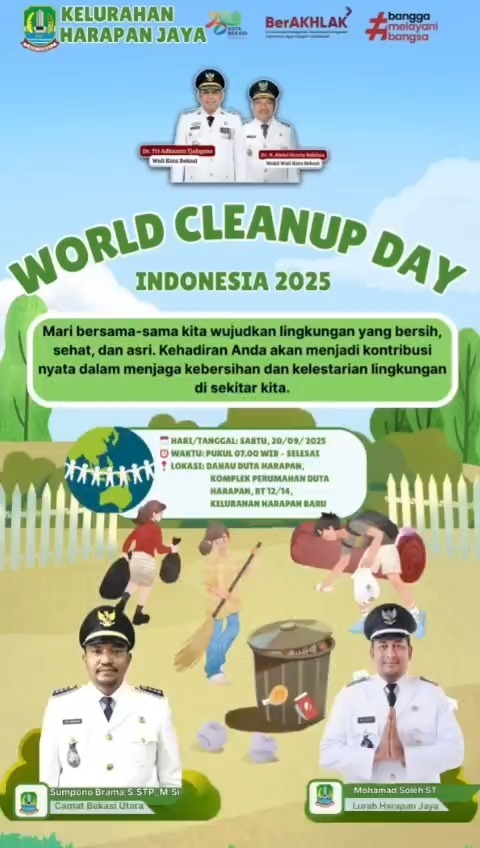 KELURAHAN
HARAPAN JAYA
KOTA
BEKASI
BerAKHLAK
#bangga
melayani
bangsa
Dr. Tri Adhianto Tjahyono
Wali Kota Bekasi
Wakil Wali Kota Bekasi
WORLD CLEANUP DAY
INDONESIA 2025
Mari bersama-sama kita wujudkan lingkungan yang bersih,
sehat, dan asri. Kehadiran Anda akan menjadi kontribusi
nyata dalam menjaga kebersihan dan kelestarian lingkungan
di sekitar kita.
HARI/TANGGAL: SABTU, 20/09/ 2025
WAKTU: PUKUL 07.00 WIB - SELESAI
LOKASI: DANAU DUTA HARAPAN,
KOMPLEK PERUMAHAN DUTA
HARAPAN, RT 12/14,
KELURAHAN HARAPAN BARU
Sumpono Brama, S.STP., M.Si
Camat Bekasi Utara
Mohamad Soleh ST
Lurah Harapan Jaya